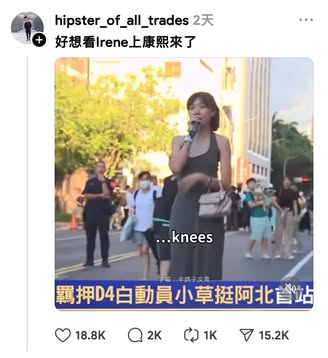 hipster_of_all_trades 2天
好想看Irene上康熙來了
...knees
羈押D4白動員小草挺阿北首站
18.8K 2K 1K 15.2K